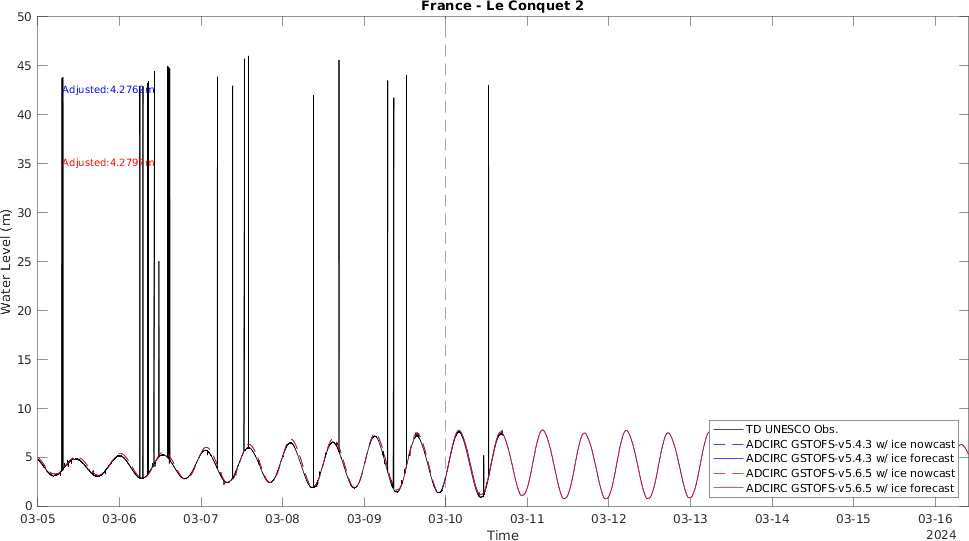 France - Le Conquet 2
50
45
40
35
30
25
20
15
10
5
0
Water Level (m)
Adjusted:4.2762m
Adjusted:4.2797m
TD UNESCO Obs.
ADCIRC GSTOFS-v5.4.3 w/ ice nowcast
ADCIRC GSTOFS-v5.4.3 w/ ice forecast
ADCIRC GSTOFS-v5.6.5 w/ ice nowcast
ADCIRC GSTOFS-v5.6.5 w/ ice forecast
03-05 03-06 03-07 03-08 03-09 03-10 03-11 03-12 03-13 03-14 03-15 03-16
Time
2024